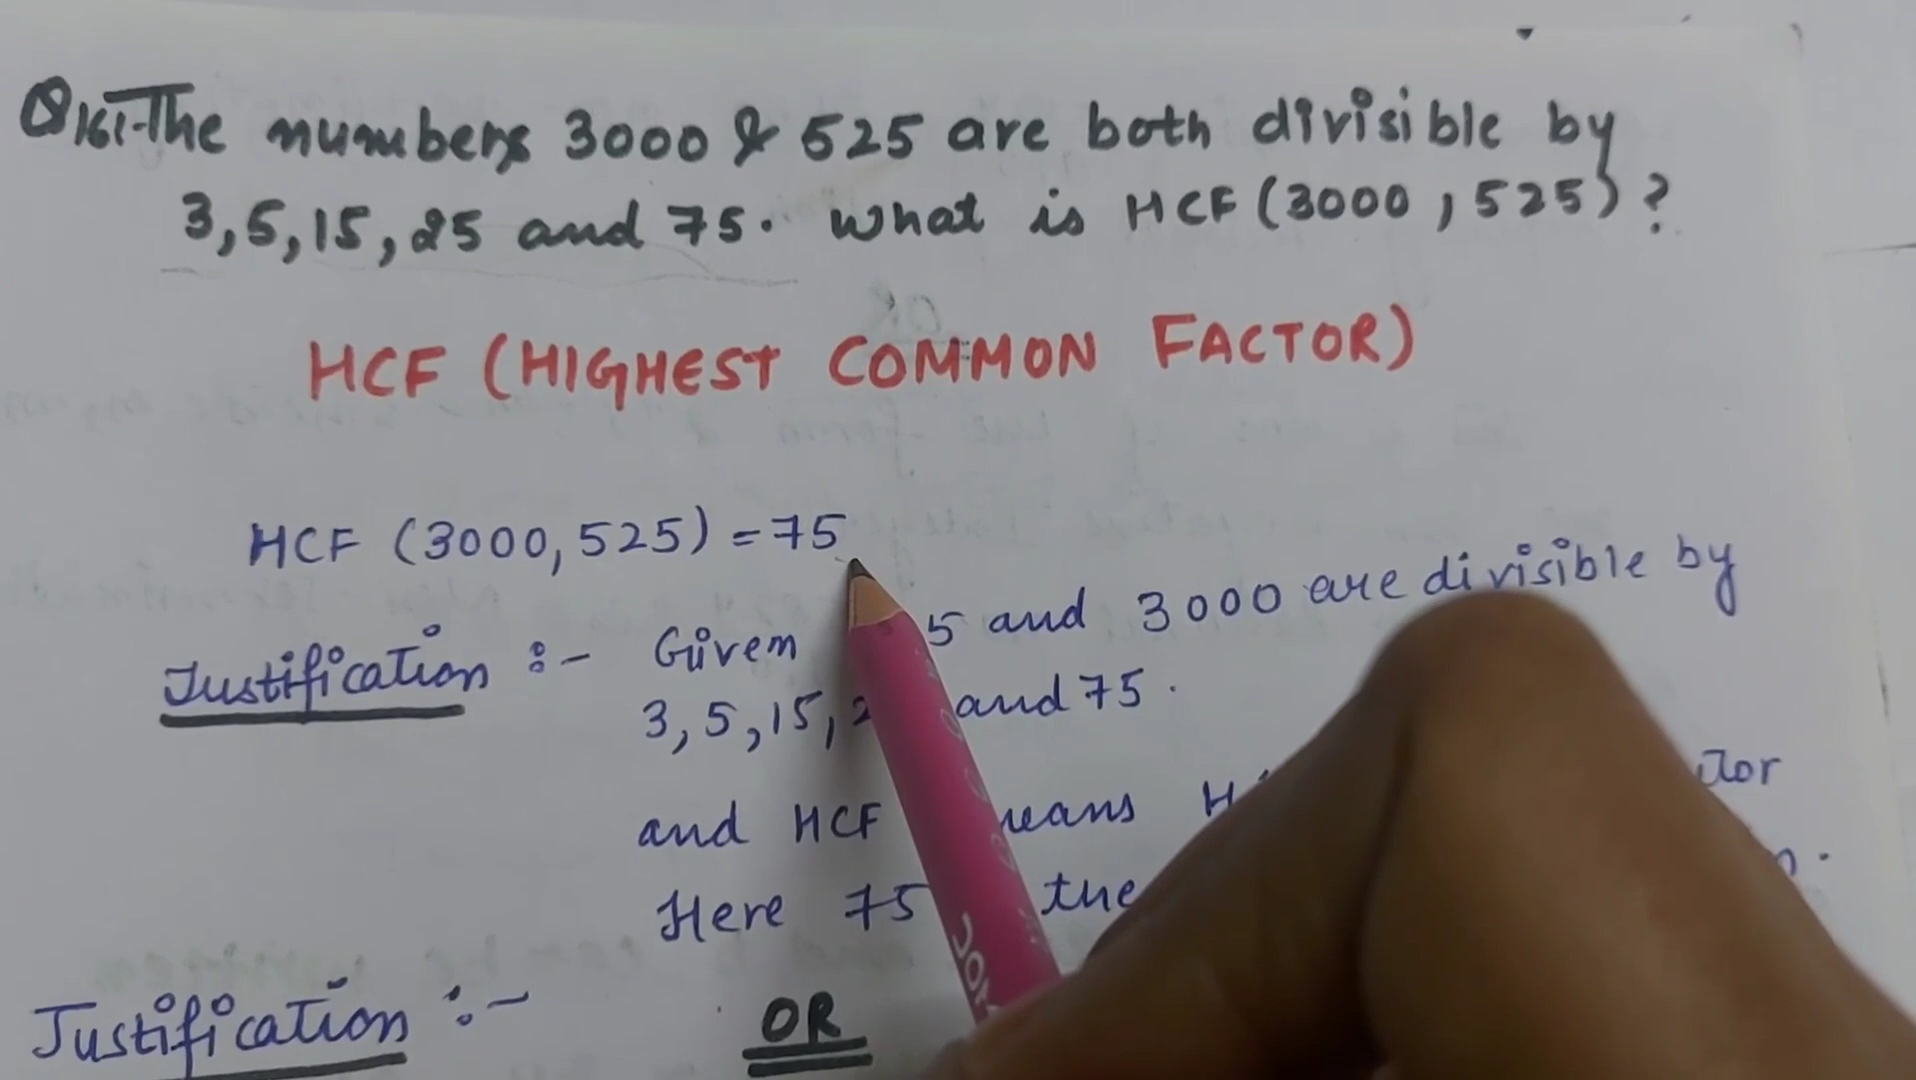 Q161-The numbers 3000 & 525 are both divisible by
3,5,15,25 and 75. What is HCF (3000,525)?
HCF (HIGHEST COMMON FACTOR)
HCF (3000,525) = 75
Justification :- Given 5 and 3000 are divisible by
3,5,15, and 75.
and HCF means
Here 75 the
Justification :-
OR